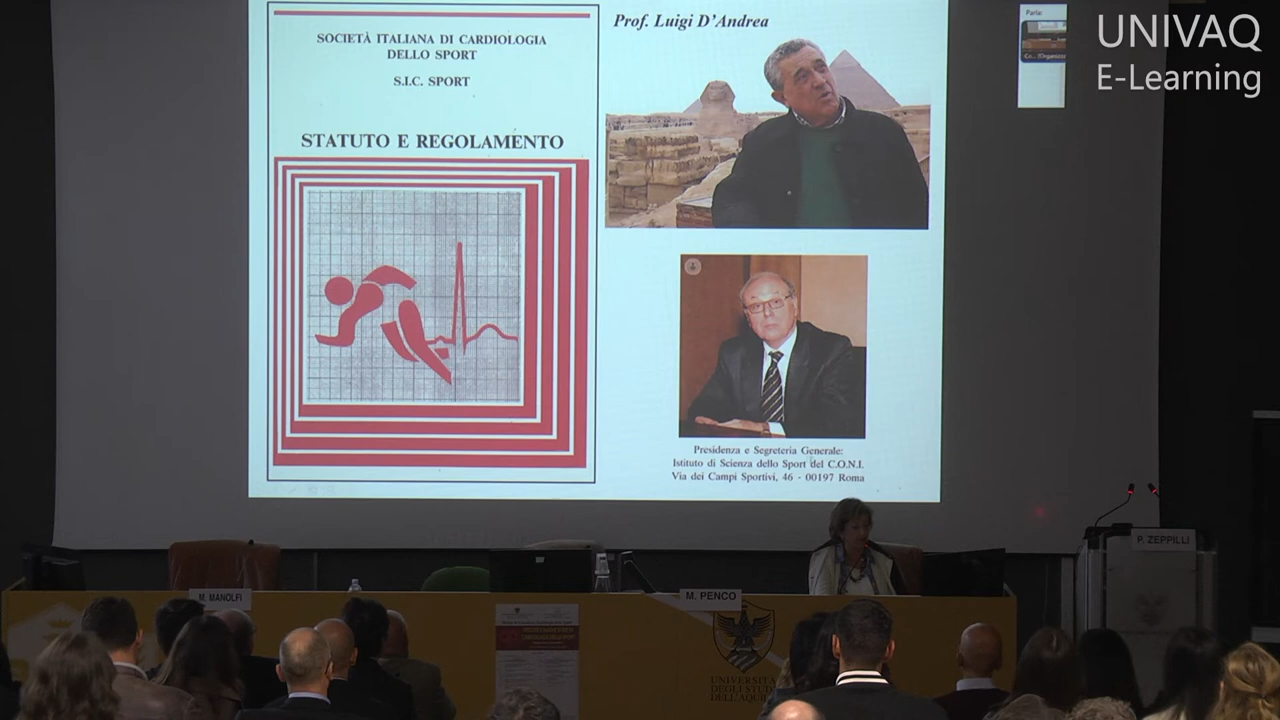 SOCIETÀ ITALIANA DI CARDIOLOGIA
DELLO SPORT
S.I.C. SPORT
STATUTO E REGOLAMENTO
Prof. Luigi D'Andrea
Presidenza e Segreteria Generale:
Istituto di Scienza dello Sport del C.O.N.I.
Via dei Campi Sportivi, 46 - 00197 Roma
Parla:
UNIVAQ
E-Learning
P. ZEPPILLI
M. MANOLFI
M. PENCO
UNIVERSITÀ
DEGLI STUDI
DELL'AQUILA